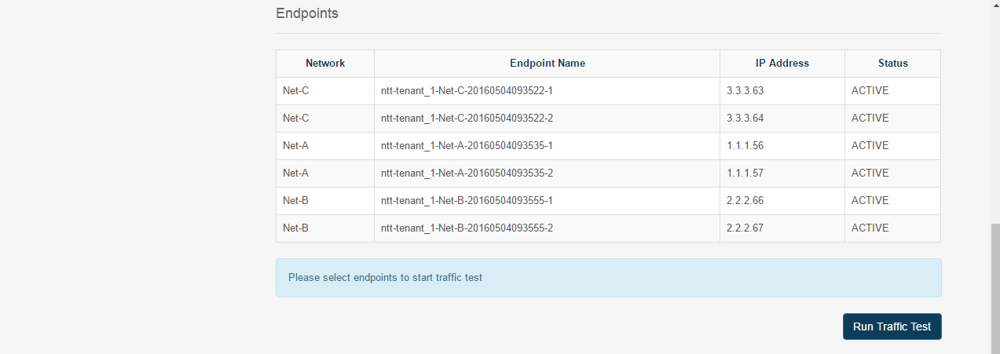 Endpoints
Network Endpoint Name IP Address Status
Net-C ntt-tenant_1-Net-C-20160504093522-1 3.3.3.63 ACTIVE
Net-C ntt-tenant_1-Net-C-20160504093522-2 3.3.3.64 ACTIVE
Net-A ntt-tenant_1-Net-A-20160504093535-1 1.1.1.56 ACTIVE
Net-A ntt-tenant_1-Net-A-20160504093535-2 1.1.1.57 ACTIVE
Net-B ntt-tenant_1-Net-B-20160504093555-1 2.2.2.66 ACTIVE
Net-B ntt-tenant_1-Net-B-20160504093555-2 2.2.2.67 ACTIVE
Please select endpoints to start traffic test
Run Traffic Test